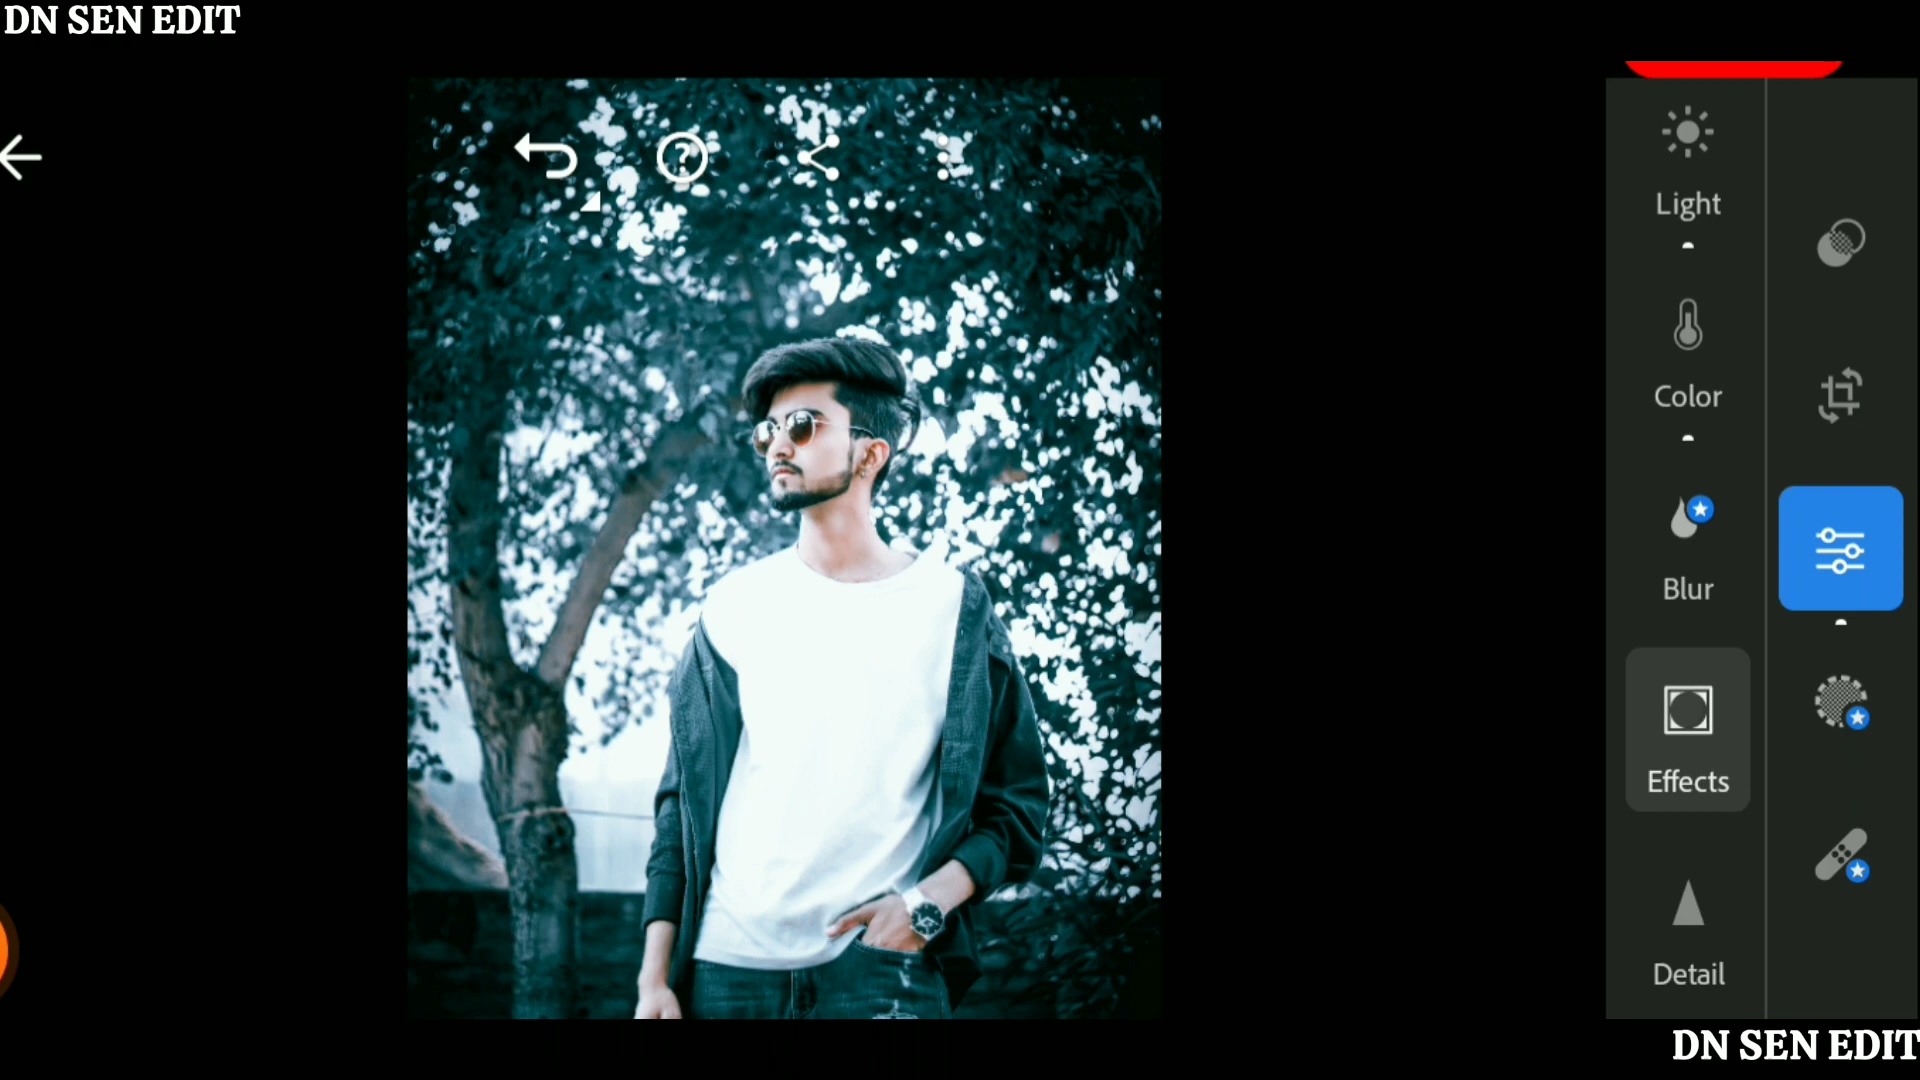 DN SEN EDIT
Light
Color
Blur
Effects
Detail
DN SEN EDIT